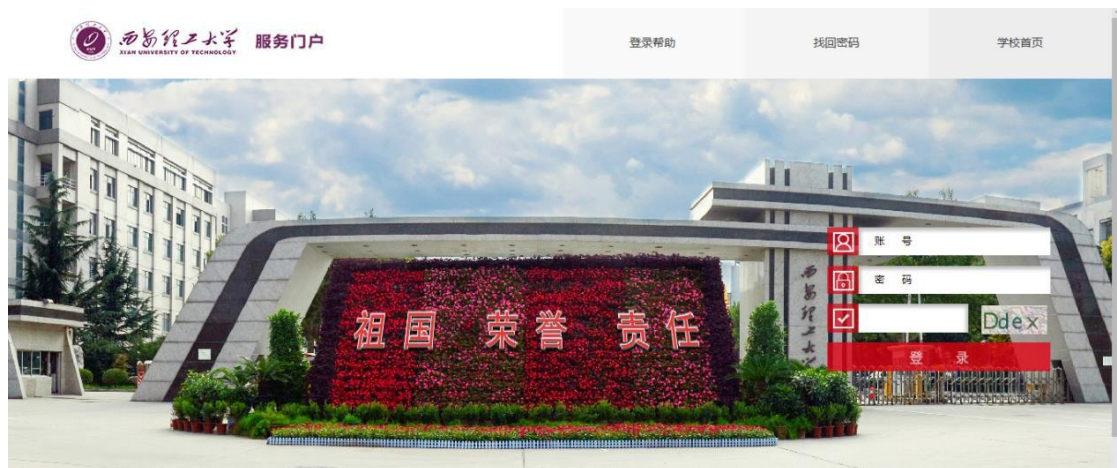 西安理工大学 服务门户
XI'AN UNIVERSITY OF TECHNOLOGY
登录帮助
找回密码
学校首页
祖国 荣誉 责任
西安理工大学
账 号
密 码
Ddex
登 录